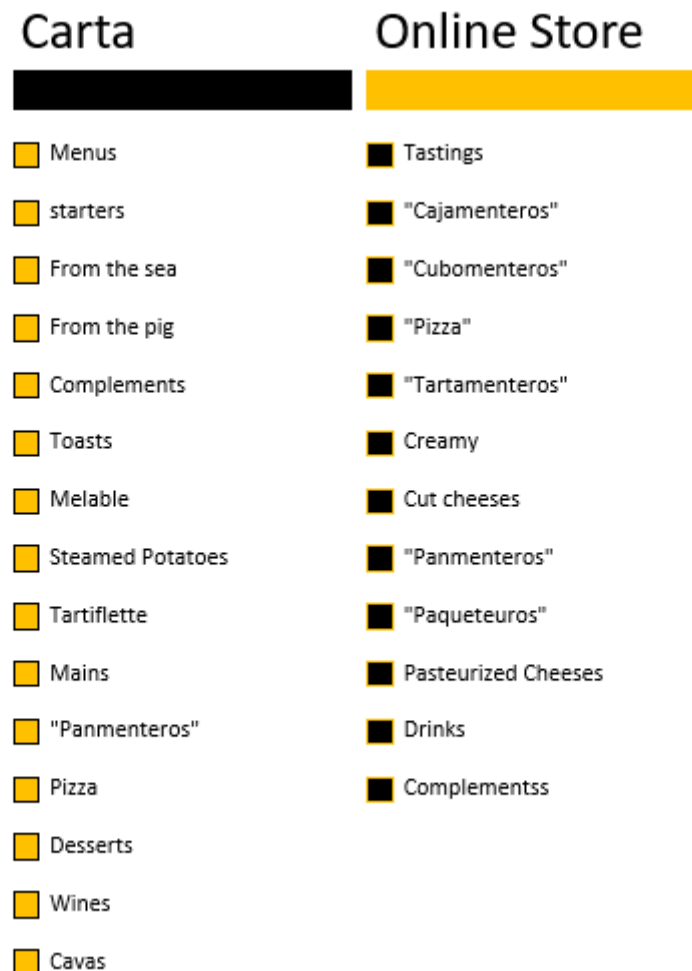 Carta
Menus
starters
From the sea
From the pig
Complements
Toasts
Melable
Steamed Potatoes
Tartiflette
Mains
"Panmenteros"
Pizza
Desserts
Wines
Cavas
Online Store
Tastings
"Cajamenteros"
"Cubomenteros"
"Pizza"
"Tartamenteros"
Creamy
Cut cheeses
"Panmenteros"
"Paqueteuros"
Pasteurized Cheeses
Drinks
Complementss